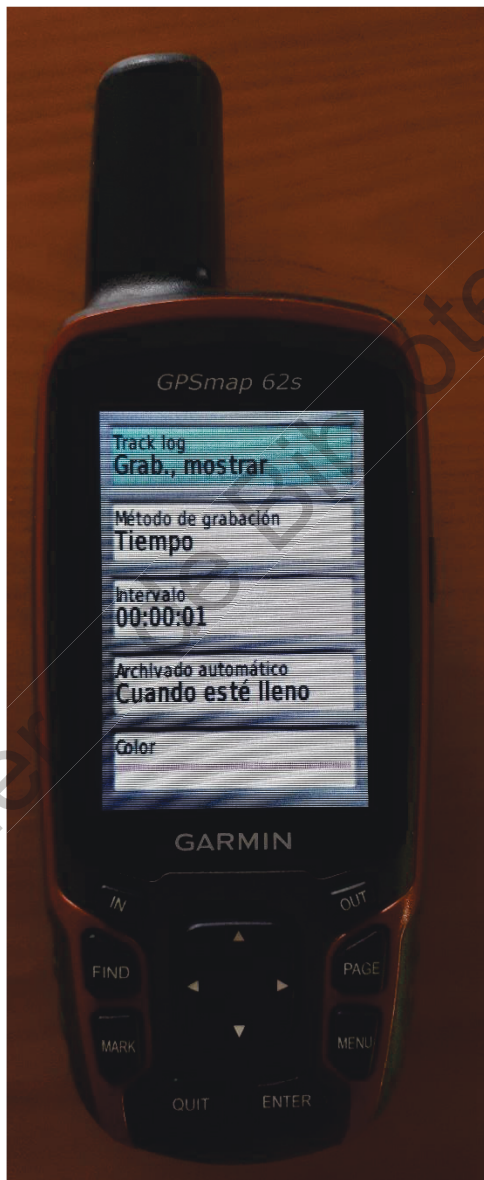 GPSmap 62s
Track log
Grab., mostrar
Método de grabación
Tiempo
Intervalo
00:00:01
Archivado automático
Cuando esté lleno
Color
GARMIN
IN
OUT
FIND
PAGE
MARK
MENU
QUIT
ENTER